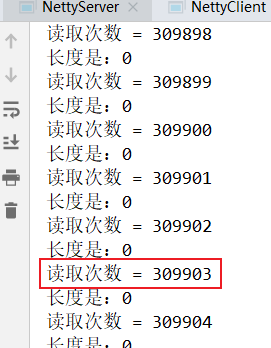 NettyServer × NettyClient
读取次数 = 309898
长度是：0
读取次数 = 309899
长度是：0
读取次数 = 309900
长度是：0
读取次数 = 309901
长度是：0
读取次数 = 309902
长度是：0
读取次数 = 309903
长度是：0
读取次数 = 309904
长度是：0